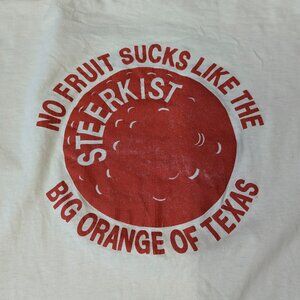 NO FRUIT SUCKS LIKE THE
STEERKIST
BIG ORANGE OF TEXAS